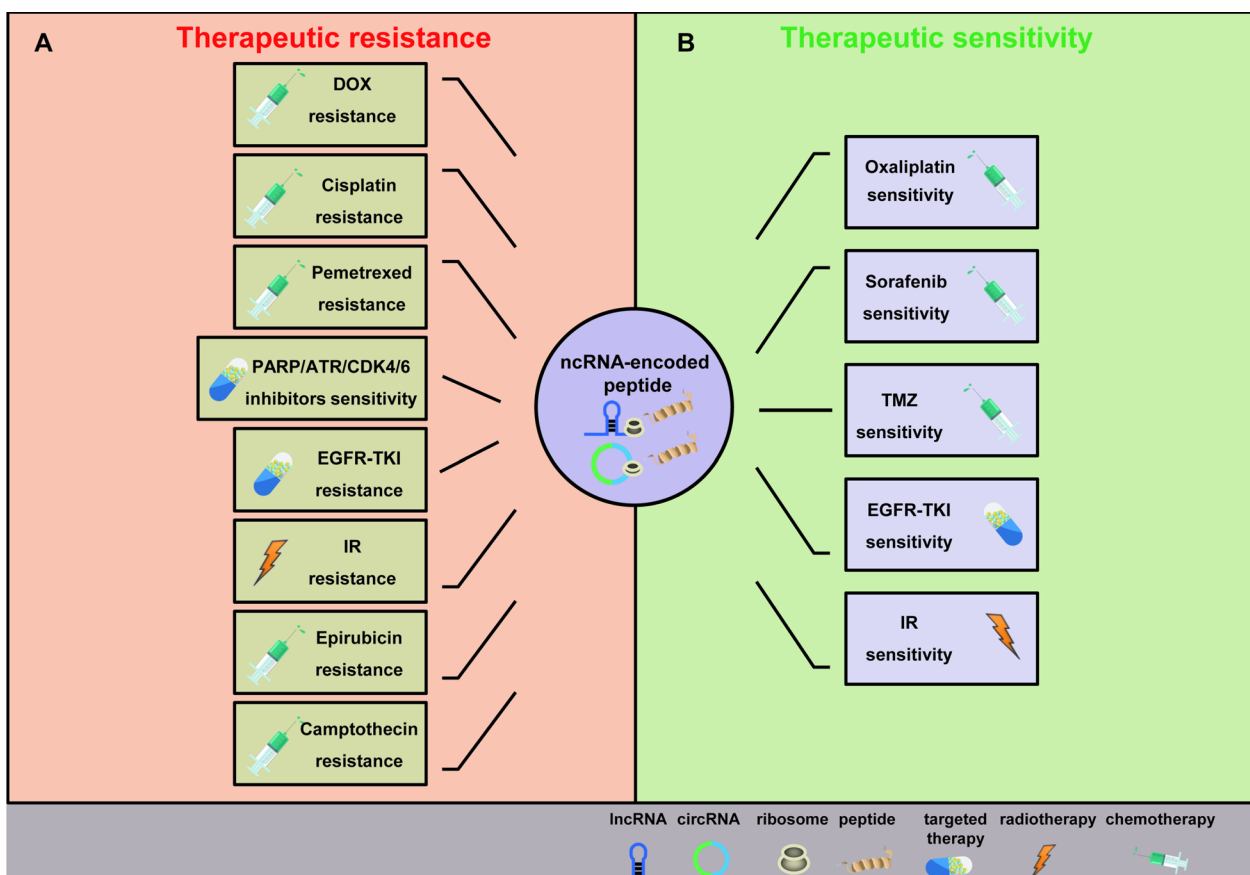 A
Therapeutic resistance
DOX
resistance
Cisplatin
resistance
Pemetrexed
resistance
PARP/ATR/CDK4/6
inhibitors sensitivity
EGFR-TKI
resistance
IR
resistance
Epirubicin
resistance
Camptothecin
resistance
ncRNA-encoded
peptide
B
Therapeutic sensitivity
Oxaliplatin
sensitivity
Sorafenib
sensitivity
TMZ
sensitivity
EGFR-TKI
sensitivity
IR
sensitivity
lncRNA
circRNA
ribosome
peptide
targeted
therapy
radiotherapy
chemotherapy